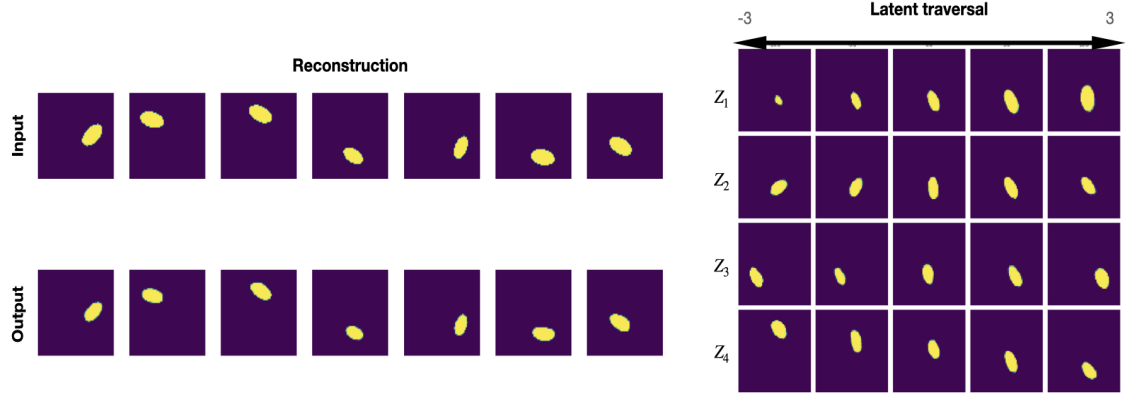 Reconstruction
Input
Output
Latent traversal
-3 3
Z1
Z2
Z3
Z4